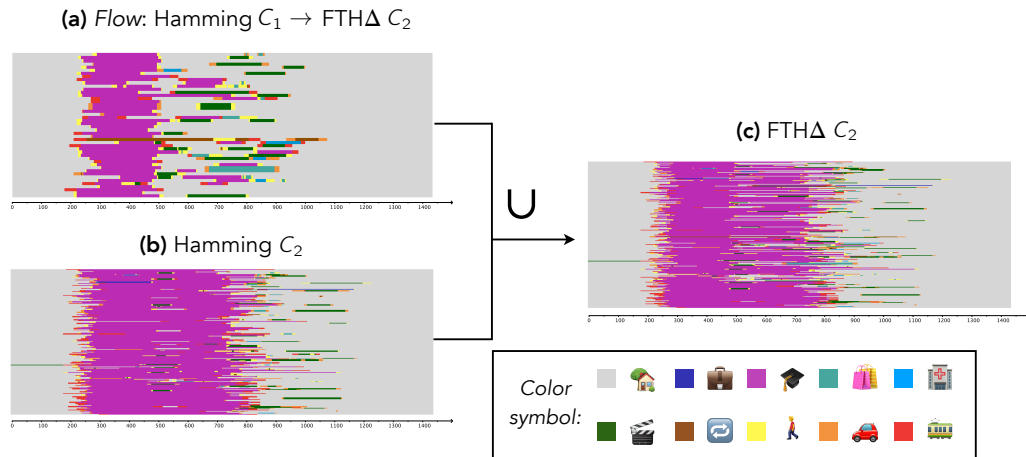 (a) Flow: Hamming C₁ → FTHΔ C₂
0 100 200 300 400 500 600 700 800 900 1000 1100 1200 1300 1400
(b) Hamming C₂
0 100 200 300 400 500 600 700 800 900 1000 1100 1200 1300 1400
∪
(c) FTHΔ C₂
0 100 200 300 400 500 600 700 800 900 1000 1100 1200 1300 1400
Color
symbol: